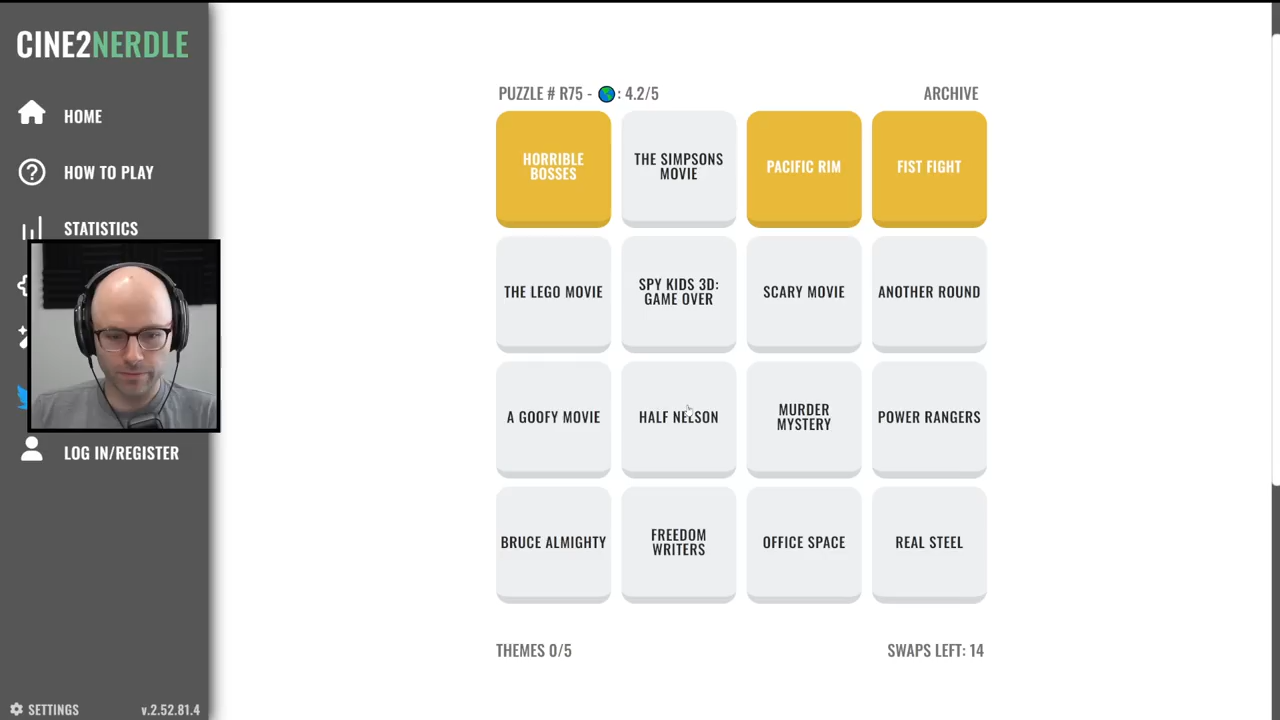 CINE2NERDLE
HOME
HOW TO PLAY
STATISTICS
LOG IN/REGISTER
SETTINGS
v.2.52.81.4
PUZZLE # R75 - : 4.2/5
ARCHIVE
HORRIBLE
BOSSES
THE SIMPSONS
MOVIE
PACIFIC RIM
FIST FIGHT
THE LEGO MOVIE
SPY KIDS 3D:
GAME OVER
SCARY MOVIE
ANOTHER ROUND
A GOOFY MOVIE
HALF NELSON
MURDER
MYSTERY
POWER RANGERS
BRUCE ALMIGHTY
FREEDOM
WRITERS
OFFICE SPACE
REAL STEEL
THEMES 0/5
SWAPS LEFT: 14